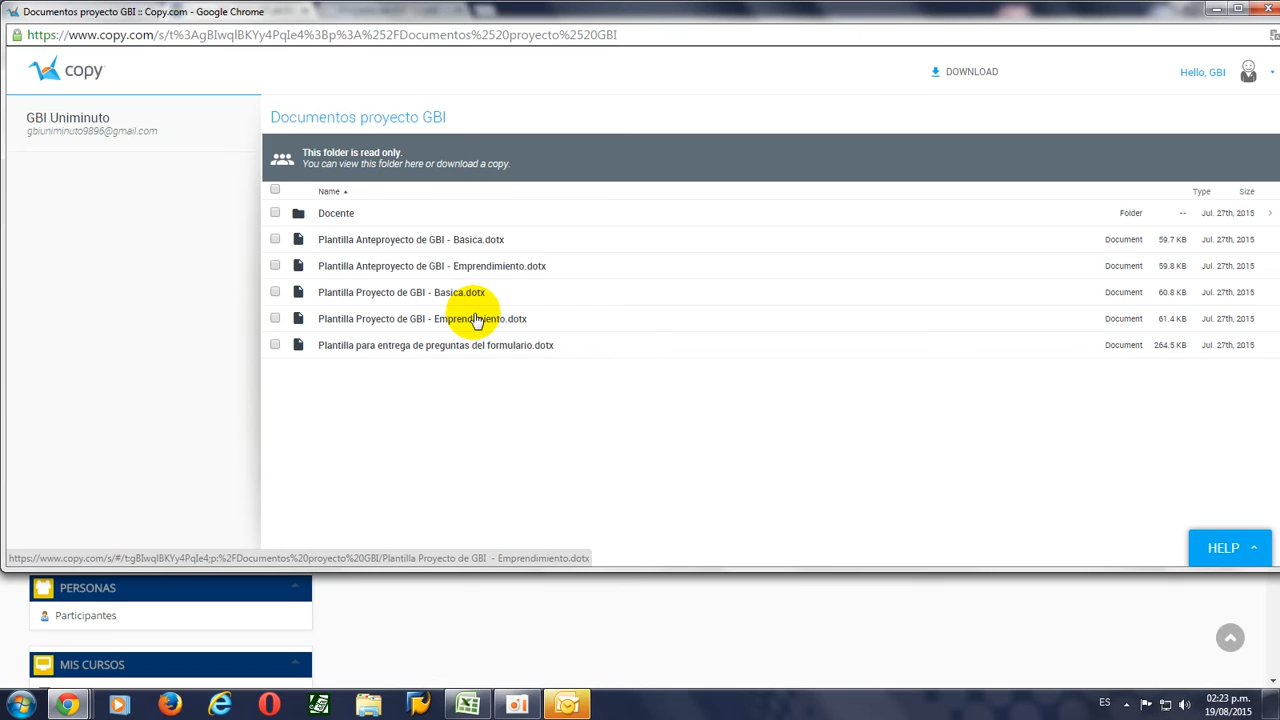 Documentos proyecto GBI :: Copy.com - Google Chrome
https://www.copy.com/s/t%3AgBIwqlBKYy4PqIe4%3Bp%3A%252FDocumentos%2520proyecto%2520GBI
copy
DOWNLOAD
Hello, GBI
GBI Uniminuto
gbiuniminuto9896@gmail.com
Documentos proyecto GBI
This folder is read only.
You can view this folder here or download a copy.
Name Type Size
Docente Folder -- Jul. 27th, 2015
Plantilla Anteproyecto de GBI - Básica.dotx Document 59.7 KB Jul. 27th, 2015
Plantilla Anteproyecto de GBI - Emprendimiento.dotx Document 59.8 KB Jul. 27th, 2015
Plantilla Proyecto de GBI - Basica.dotx Document 60.8 KB Jul. 27th, 2015
Plantilla Proyecto de GBI - Emprendimiento.dotx Document 61.4 KB Jul. 27th, 2015
Plantilla para entrega de preguntas del formulario.dotx Document 264.5 KB Jul. 27th, 2015
HELP
https://www.copy.com/s/#/t:gBIwqlBKYy4PqIe4;p:%2FDocumentos%20proyecto%20GBI/Plantilla Proyecto de GBI - Emprendimiento.dotx
PERSONAS
Participantes
MIS CURSOS
ES
02:23 p.m.
19/08/2015